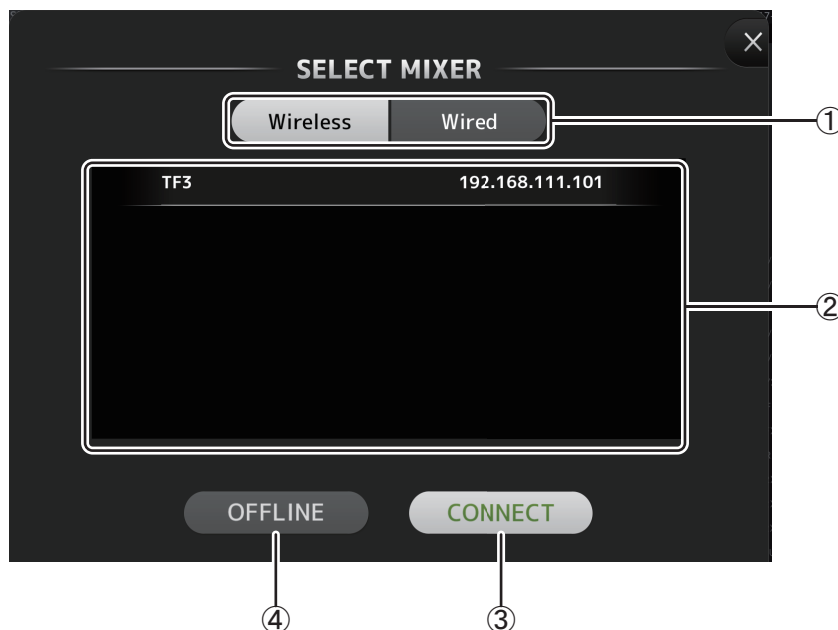 SELECT MIXER
Wireless Wired
①
TF3 192.168.111.101
②
OFFLINE CONNECT
④ ③